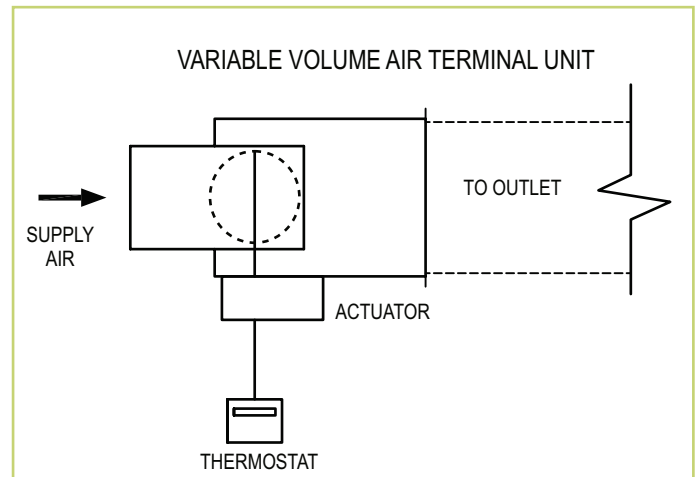 VARIABLE VOLUME AIR TERMINAL UNIT
TO OUTLET
SUPPLY
AIR
ACTUATOR
THERMOSTAT